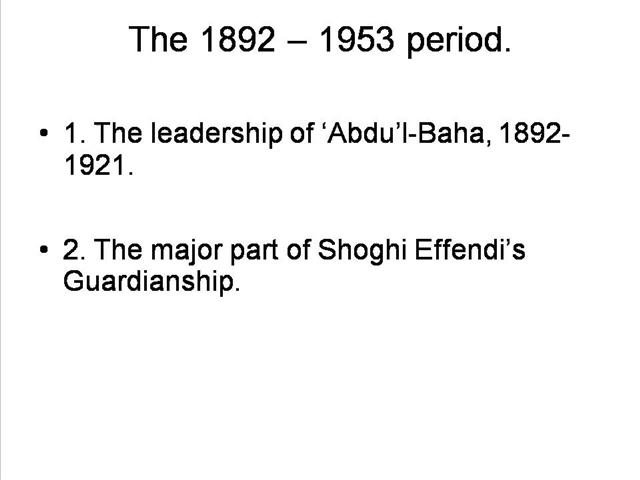 The 1892 – 1953 period.
• 1. The leadership of ‘Abdu’l-Baha, 1892-
1921.
• 2. The major part of Shoghi Effendi’s
Guardianship.